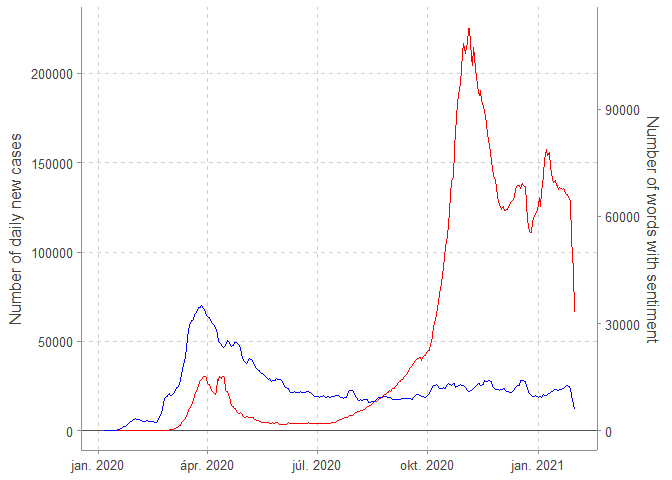 Number of daily new cases
200000
150000
100000
50000
0
90000
60000
30000
0
Number of words with sentiment
jan. 2020
ápr. 2020
júl. 2020
okt. 2020
jan. 2021